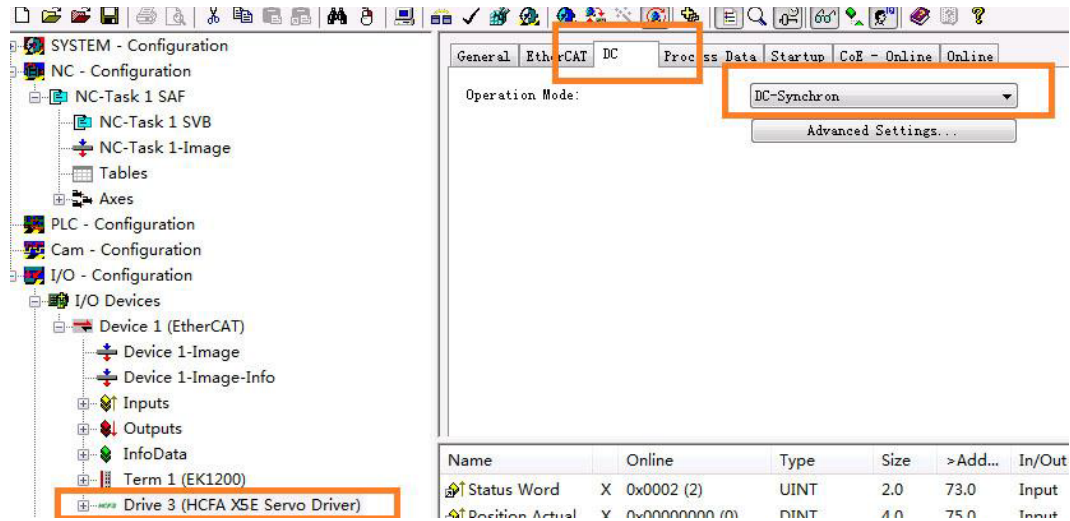 SYSTEM - Configuration
NC - Configuration
NC-Task 1 SAF
NC-Task 1 SVB
NC-Task 1-Image
Tables
Axes
PLC - Configuration
Cam - Configuration
I/O - Configuration
I/O Devices
Device 1 (EtherCAT)
Device 1-Image
Device 1-Image-Info
Inputs
Outputs
InfoData
Term 1 (EK1200)
Drive 3 (HCFA X5E Servo Driver)
General EtherCAT DC Process Data Startup CoE - Online Online
Operation Mode: DC-Synchron
Advanced Settings...
Name Online Type Size >Add... In/Out
Status Word X 0x0002 (2) UINT 2.0 73.0 Input
Position Actual X 0x00000000 (0) DINT 4.0 75.0 Input